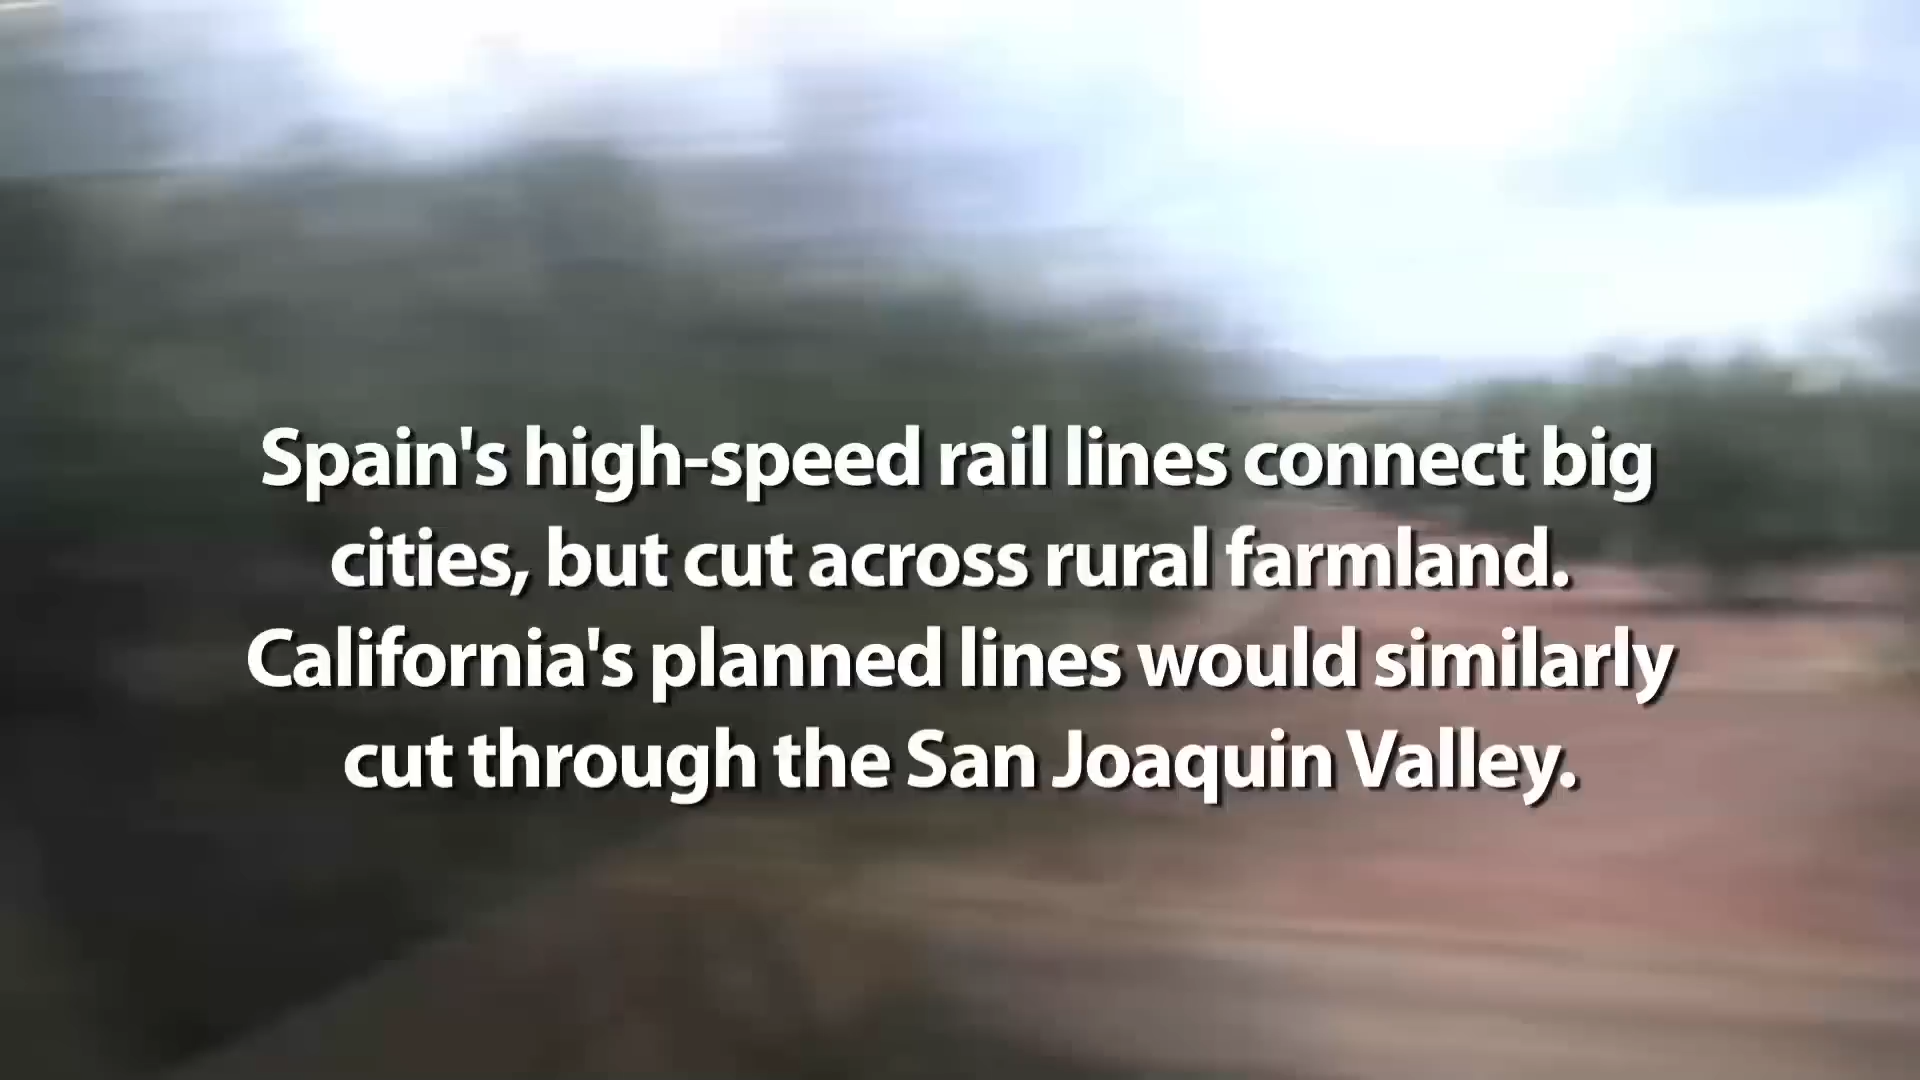 Spain's high-speed rail lines connect big
cities, but cut across rural farmland.
California's planned lines would similarly
cut through the San Joaquin Valley.